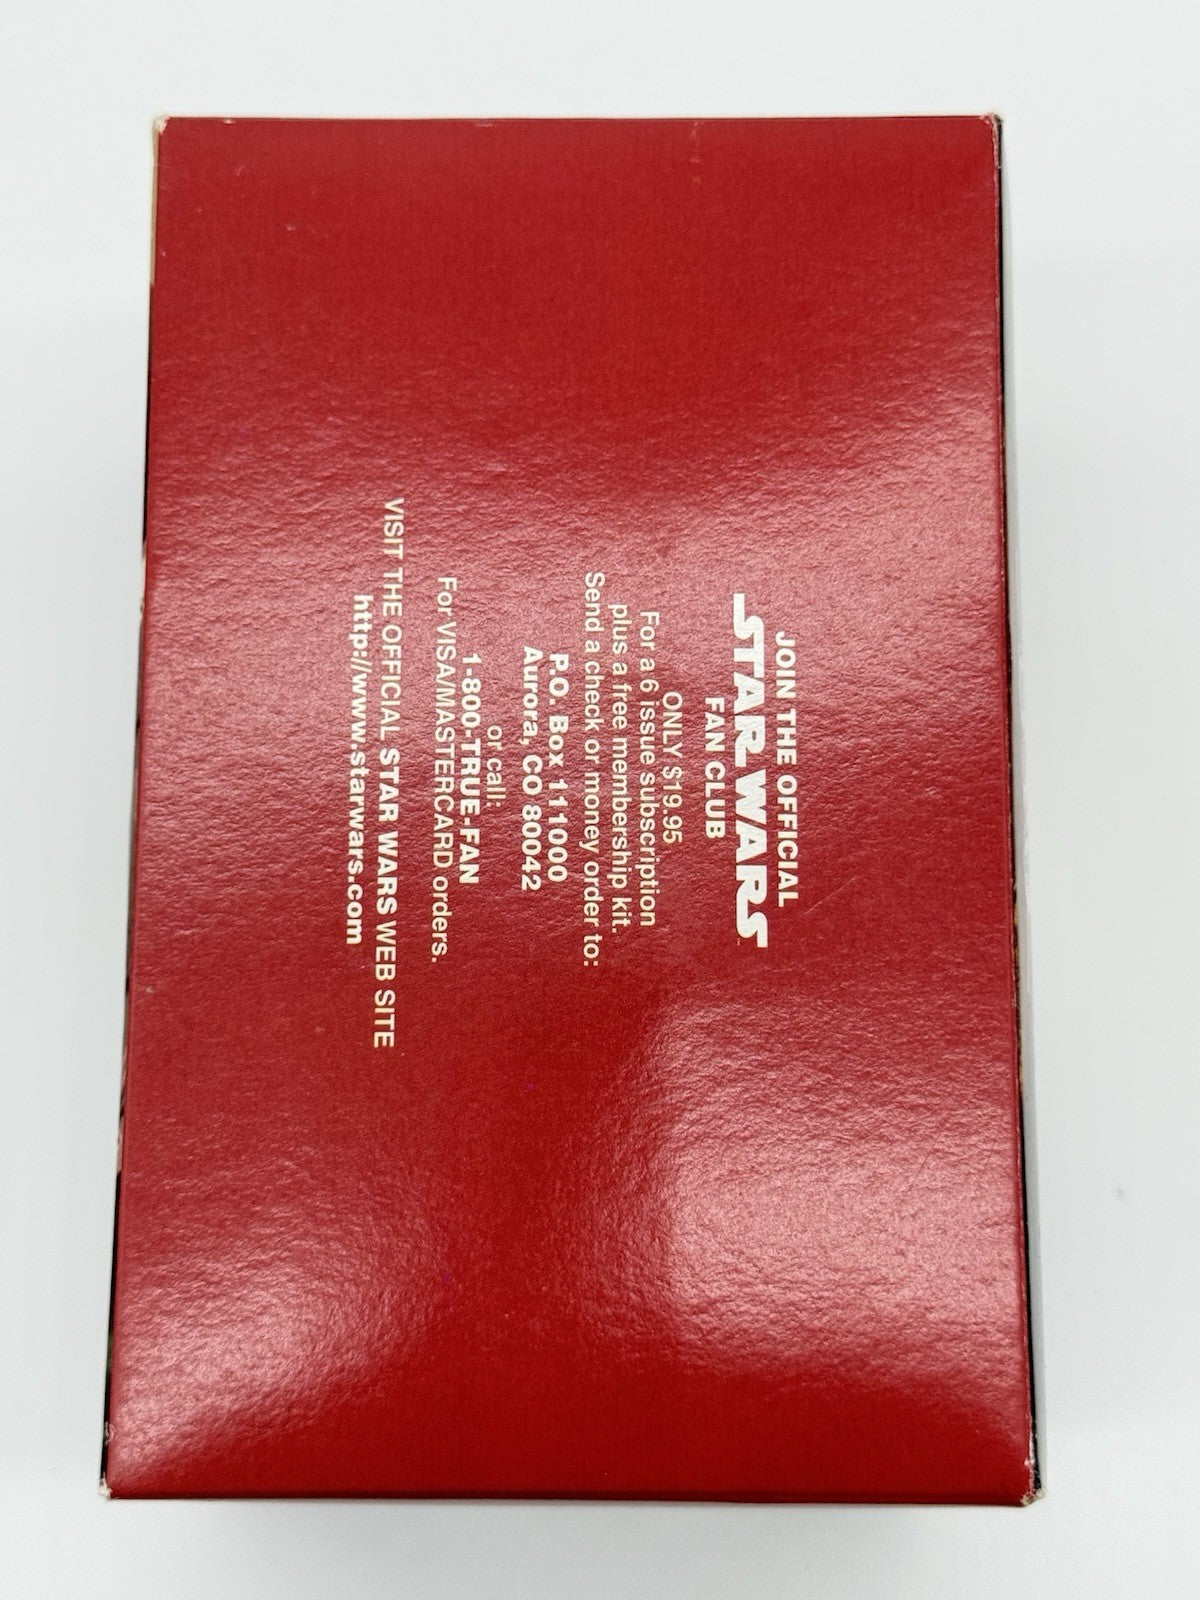 JOIN THE OFFICIAL
STAR WARS
FAN CLUB
ONLY $19.95
For a 6 issue subscription
plus a free membership kit.
Send a check or money order to:
P.O. Box 111000
Aurora, CO 80042
or call:
1-800-TRUE-FAN
For VISA/MASTERCARD orders.
VISIT THE OFFICIAL STAR WARS WEB SITE
http://www.starwars.com